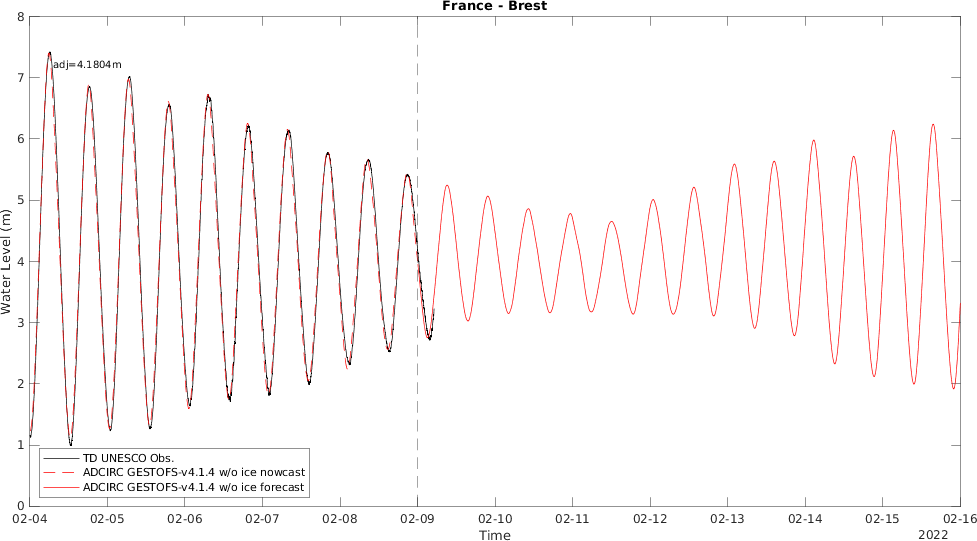 France - Brest
adj=4.1804m
Water Level (m)
8
7
6
5
4
3
2
1
0
TD UNESCO Obs.
ADCIRC GESTOFS-v4.1.4 w/o ice nowcast
ADCIRC GESTOFS-v4.1.4 w/o ice forecast
02-04 02-05 02-06 02-07 02-08 02-09 02-10 02-11 02-12 02-13 02-14 02-15 02-16
Time
2022